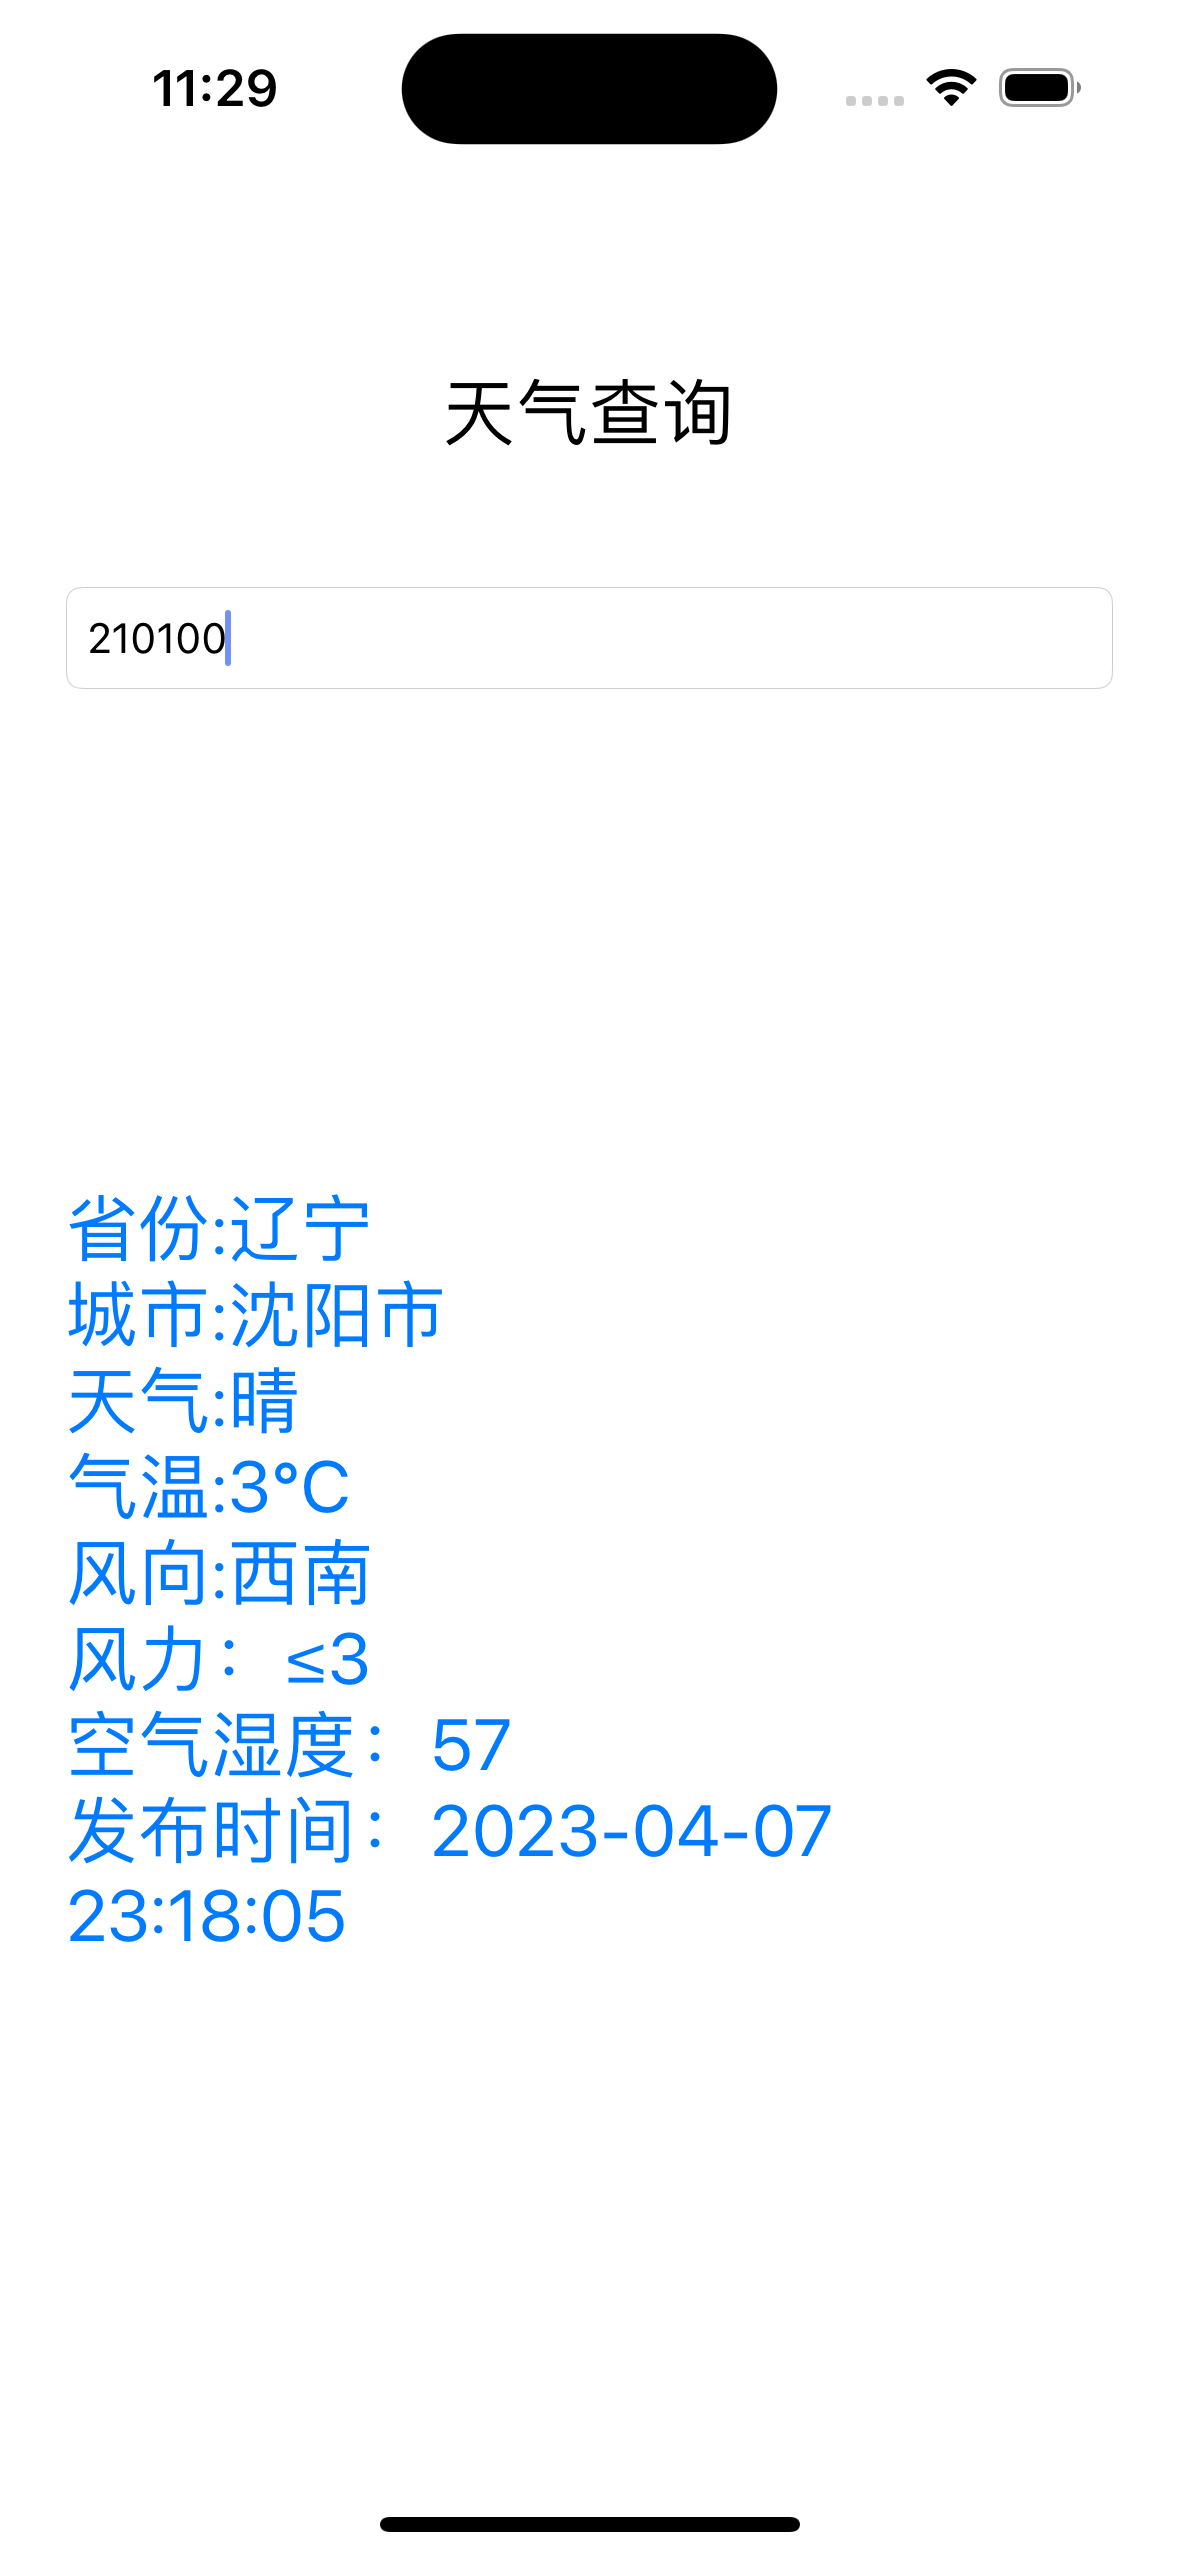 11:29
天气查询
210100
省份:辽宁
城市:沈阳市
天气:晴
气温:3℃
风向:西南
风力：≤3
空气湿度：57
发布时间：2023-04-07
23:18:05